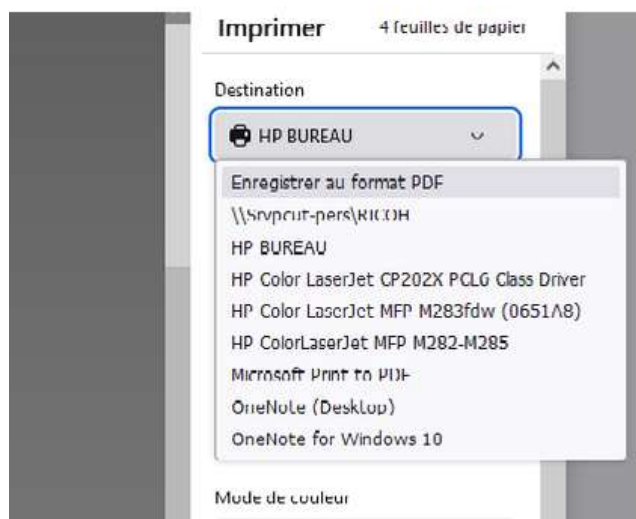 Imprimer 4 feuilles de papier
Destination
HP BUREAU
Enregistrer au format PDF
\\Srvpcut-pers\RICOH
HP BUREAU
HP Color LaserJet CP202X PCL6 Class Driver
HP Color LaserJet MFP M283fdw (0651A8)
HP ColorLaserJet MFP M282-M285
Microsoft Print to PDF
OneNote (Desktop)
OneNote for Windows 10
Mode de couleur